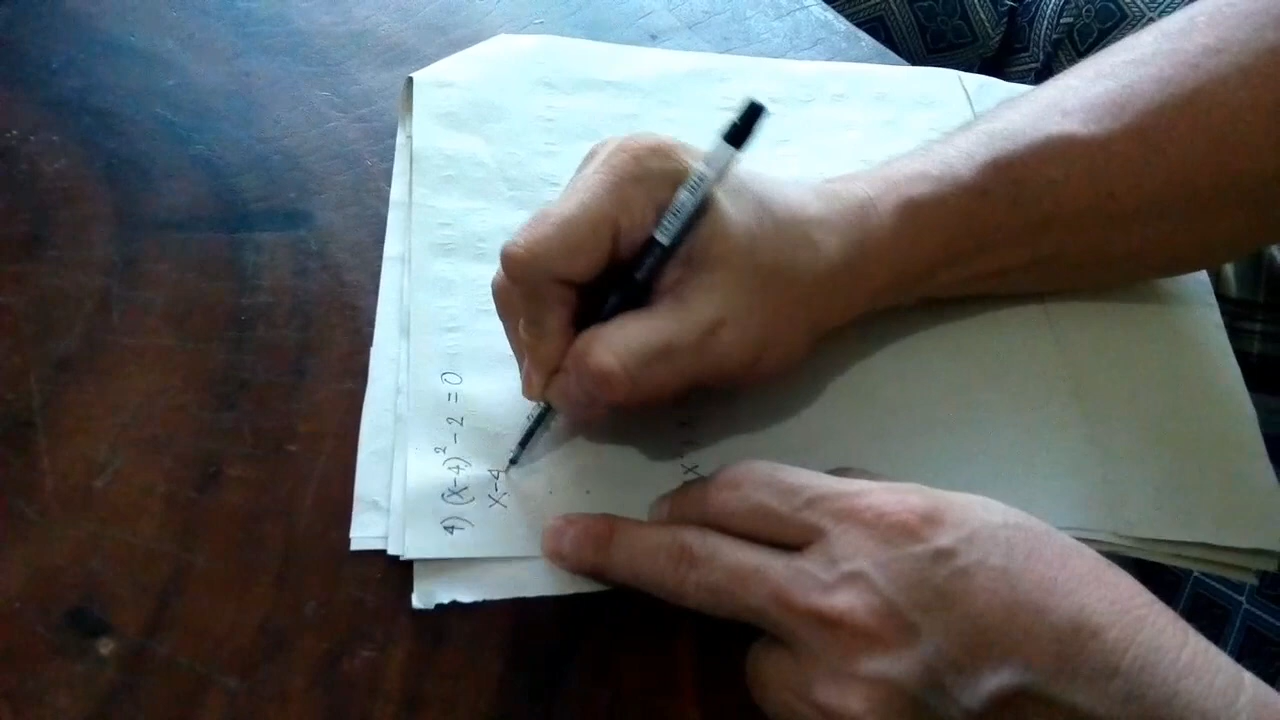 4) (x-4)² - 2 = 0
x-4
x